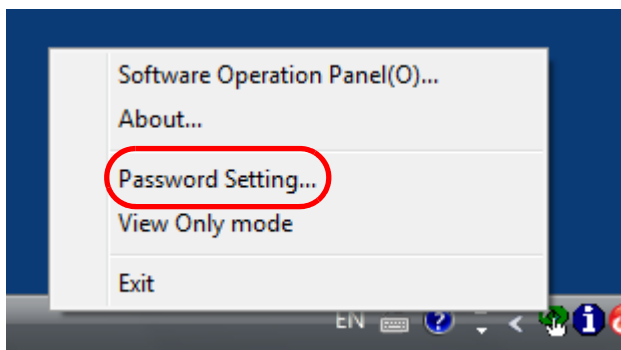 Software Operation Panel(O)...
About...
Password Setting...
View Only mode
Exit
EN